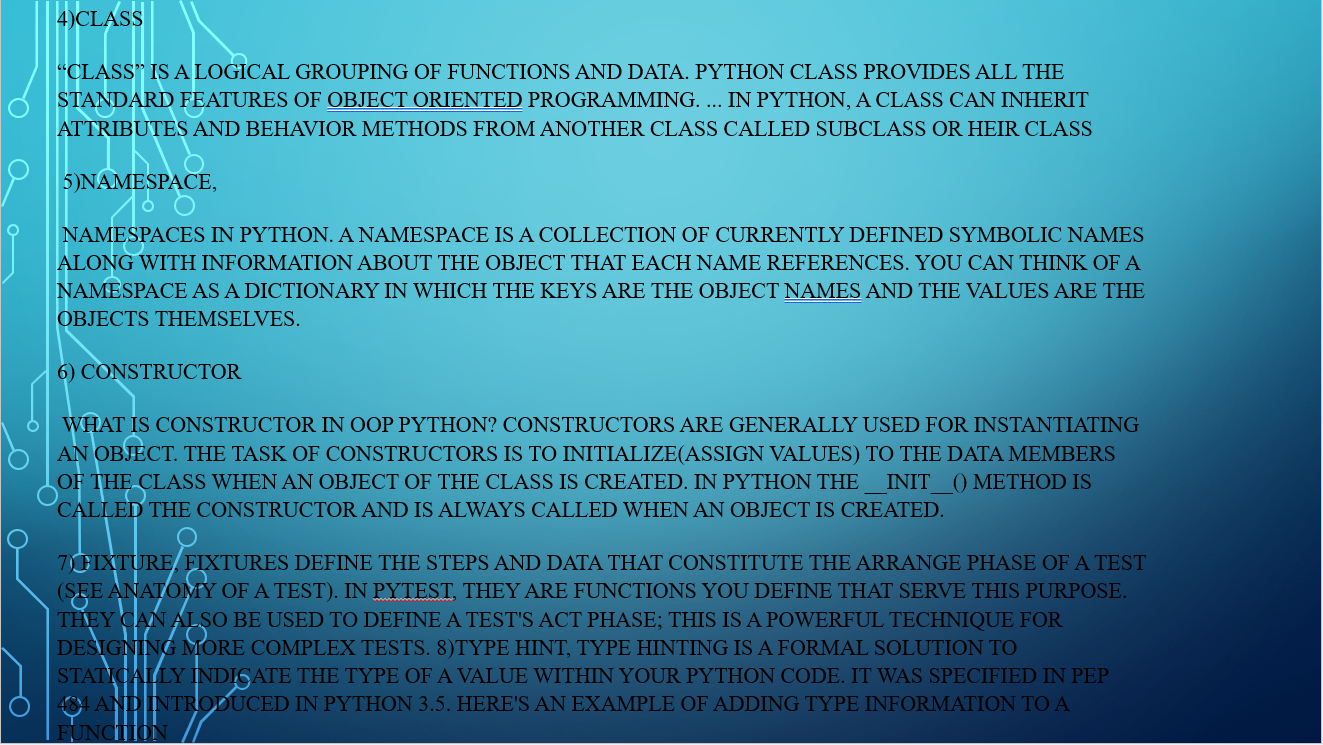 4)CLASS
“CLASS” IS A LOGICAL GROUPING OF FUNCTIONS AND DATA. PYTHON CLASS PROVIDES ALL THE
STANDARD FEATURES OF OBJECT ORIENTED PROGRAMMING. ... IN PYTHON, A CLASS CAN INHERIT
ATTRIBUTES AND BEHAVIOR METHODS FROM ANOTHER CLASS CALLED SUBCLASS OR HEIR CLASS
5)NAMESPACE,
NAMESPACES IN PYTHON. A NAMESPACE IS A COLLECTION OF CURRENTLY DEFINED SYMBOLIC NAMES
ALONG WITH INFORMATION ABOUT THE OBJECT THAT EACH NAME REFERENCES. YOU CAN THINK OF A
NAMESPACE AS A DICTIONARY IN WHICH THE KEYS ARE THE OBJECT NAMES AND THE VALUES ARE THE
OBJECTS THEMSELVES.
6) CONSTRUCTOR
WHAT IS CONSTRUCTOR IN OOP PYTHON? CONSTRUCTORS ARE GENERALLY USED FOR INSTANTIATING
AN OBJECT. THE TASK OF CONSTRUCTORS IS TO INITIALIZE(ASSIGN VALUES) TO THE DATA MEMBERS
OF THE CLASS WHEN AN OBJECT OF THE CLASS IS CREATED. IN PYTHON THE __INIT__() METHOD IS
CALLED THE CONSTRUCTOR AND IS ALWAYS CALLED WHEN AN OBJECT IS CREATED.
7) FIXTURE, FIXTURES DEFINE THE STEPS AND DATA THAT CONSTITUTE THE ARRANGE PHASE OF A TEST
(SEE ANATOMY OF A TEST). IN PYTEST, THEY ARE FUNCTIONS YOU DEFINE THAT SERVE THIS PURPOSE.
THEY CAN ALSO BE USED TO DEFINE A TEST'S ACT PHASE; THIS IS A POWERFUL TECHNIQUE FOR
DESIGNING MORE COMPLEX TESTS. 8)TYPE HINT, TYPE HINTING IS A FORMAL SOLUTION TO
STATICALLY INDICATE THE TYPE OF A VALUE WITHIN YOUR PYTHON CODE. IT WAS SPECIFIED IN PEP
484 AND INTRODUCED IN PYTHON 3.5. HERE'S AN EXAMPLE OF ADDING TYPE INFORMATION TO A
FUNCTION